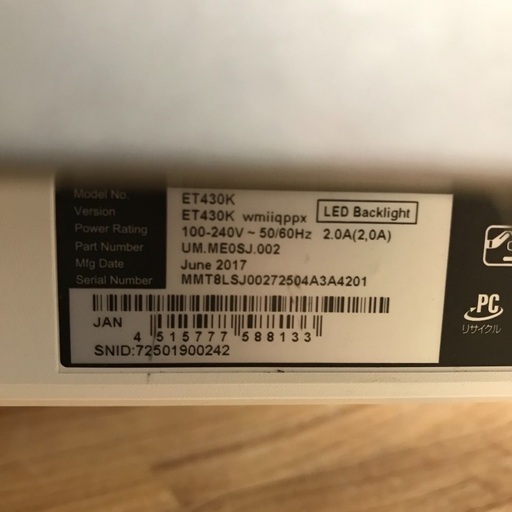 Model No. ET430K
Version ET430K wmiiqppx LED Backlight
Power Rating 100-240V ~ 50/60Hz 2.0A(2,0A)
Part Number UM.ME0SJ.002
Mfg Date June 2017
Serial Number MMT8LSJ00272504A3A4201
JAN
4 515777 588133
SNID:72501900242
PC
リサイクル